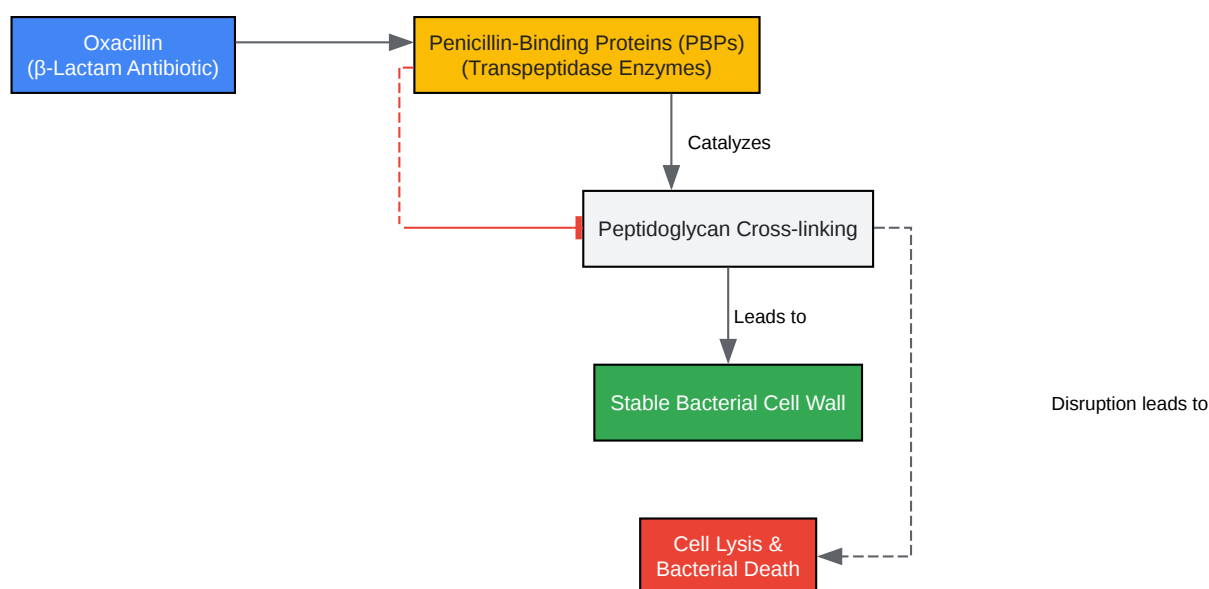 Oxacillin
(β-Lactam Antibiotic)
Penicillin-Binding Proteins (PBPs)
(Transpeptidase Enzymes)
Catalyzes
Peptidoglycan Cross-linking
Leads to
Stable Bacterial Cell Wall
Disruption leads to
Cell Lysis &
Bacterial Death